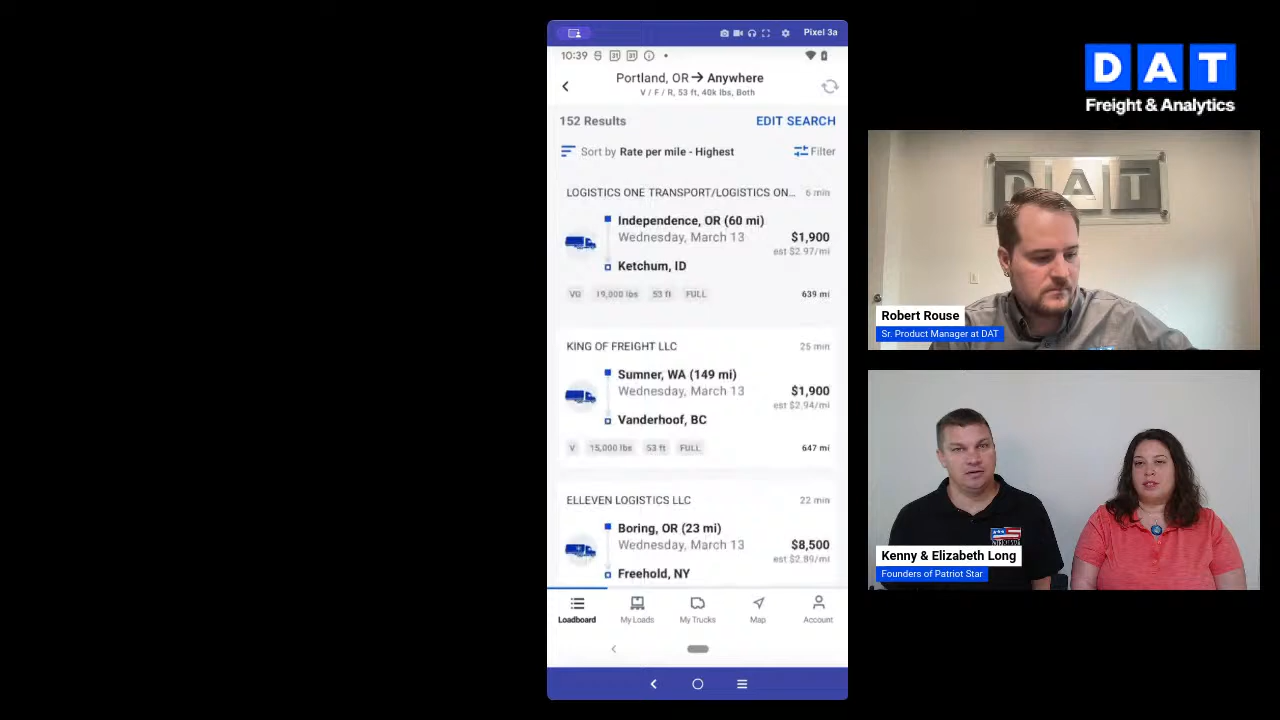 Pixel 3a
10:39
31
31
Portland, OR → Anywhere
V / F / R, 53 ft, 40k lbs, Both
152 Results
EDIT SEARCH
Sort by Rate per mile - Highest
Filter
LOGISTICS ONE TRANSPORT/LOGISTICS ON...
6 min
Independence, OR (60 mi)
Wednesday, March 13
$1,900
est $2.97/mi
Ketchum, ID
19,000 lbs
53 ft
FULL
639 mi
KING OF FREIGHT LLC
25 min
Sumner, WA (149 mi)
Wednesday, March 13
$1,900
est $2.94/mi
Vanderhoof, BC
V
15,000 lbs
53 ft
FULL
647 mi
ELLEVEN LOGISTICS LLC
22 min
Boring, OR (23 mi)
Wednesday, March 13
$8,500
est $2.89/mi
Freehold, NY
Loadboard
My Loads
My Trucks
Map
Account
DAT
Freight & Analytics
DAT
Robert Rouse
Sr. Product Manager at DAT
Kenny & Elizabeth Long
Founders of Patriot Star